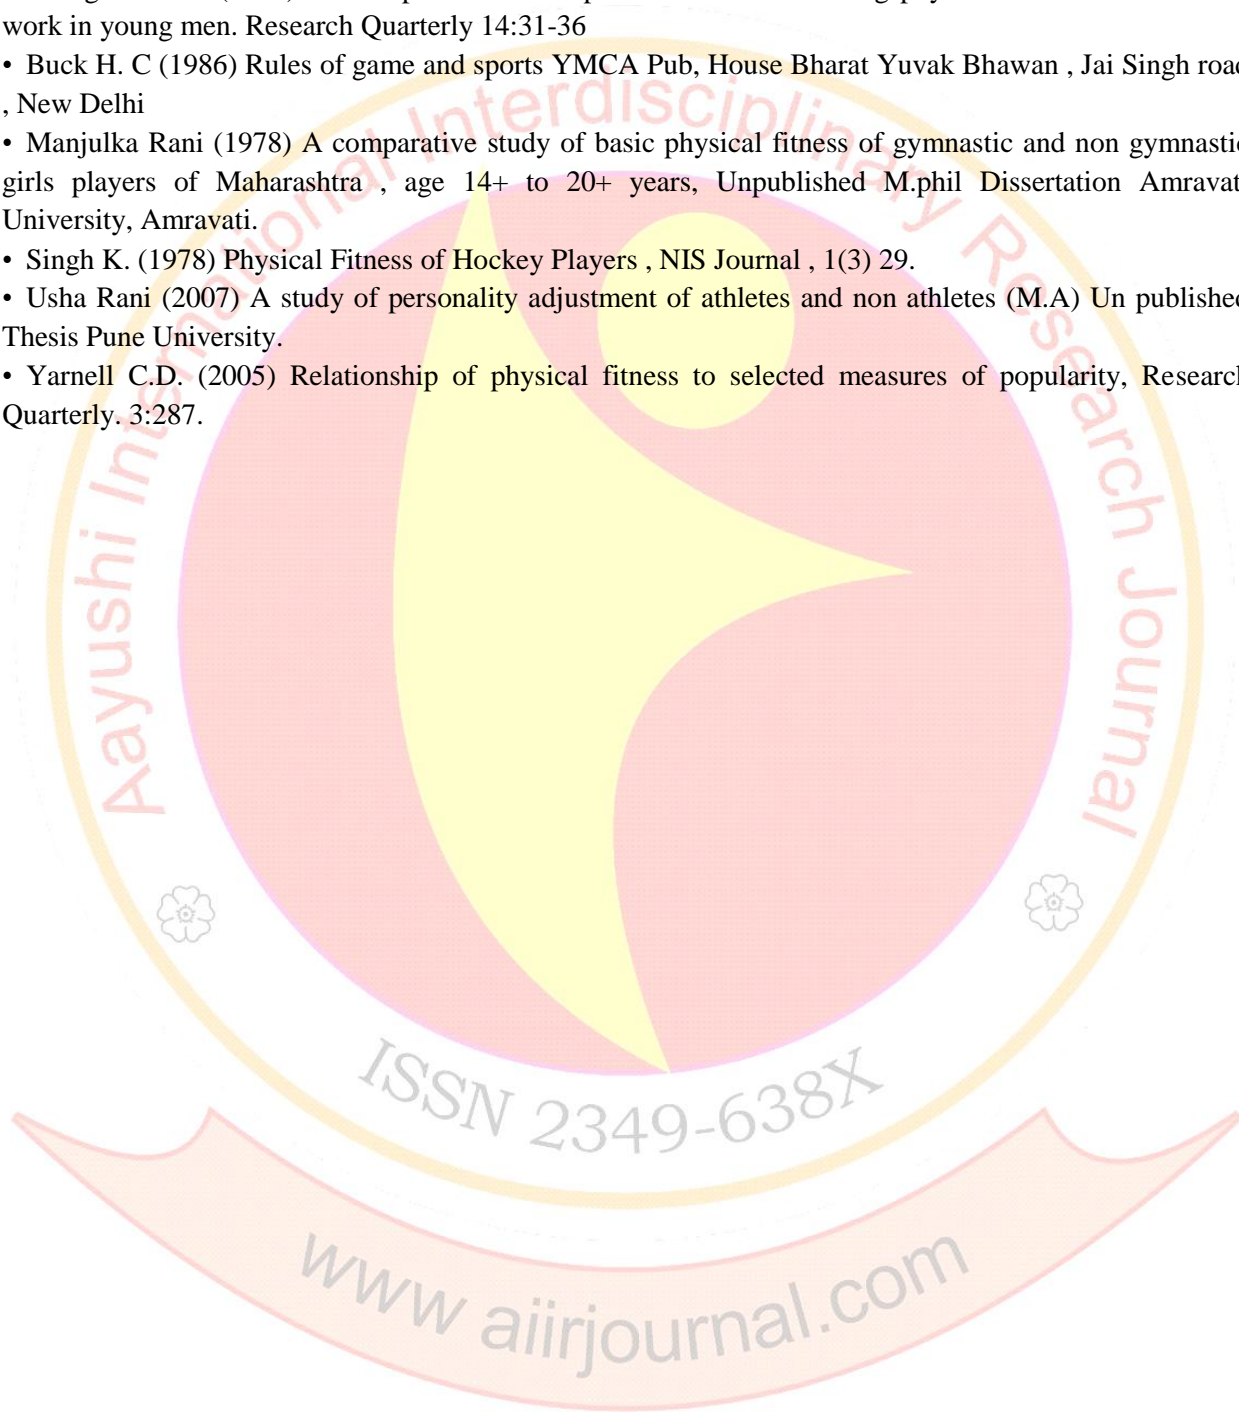 work in young men. Research Quarterly 14:31-36
• Buck H. C (1986) Rules of game and sports YMCA Pub, House Bharat Yuvak Bhawan , Jai Singh road
, New Delhi
• Manjulka Rani (1978) A comparative study of basic physical fitness of gymnastic and non gymnastic
girls players of Maharashtra , age 14+ to 20+ years, Unpublished M.phil Dissertation Amravat
University, Amravati.
• Singh K. (1978) Physical Fitness of Hockey Players , NIS Journal , 1(3) 29.
• Usha Rani (2007) A study of personality adjustment of athletes and non athletes (M.A) Un published
Thesis Pune University.
• Yarnell C.D. (2005) Relationship of physical fitness to selected measures of popularity, Research
Quarterly. 3:287.
Aayushi International Interdisciplinary Research Journal
ISSN 2349-638X
www aiirjournal.com